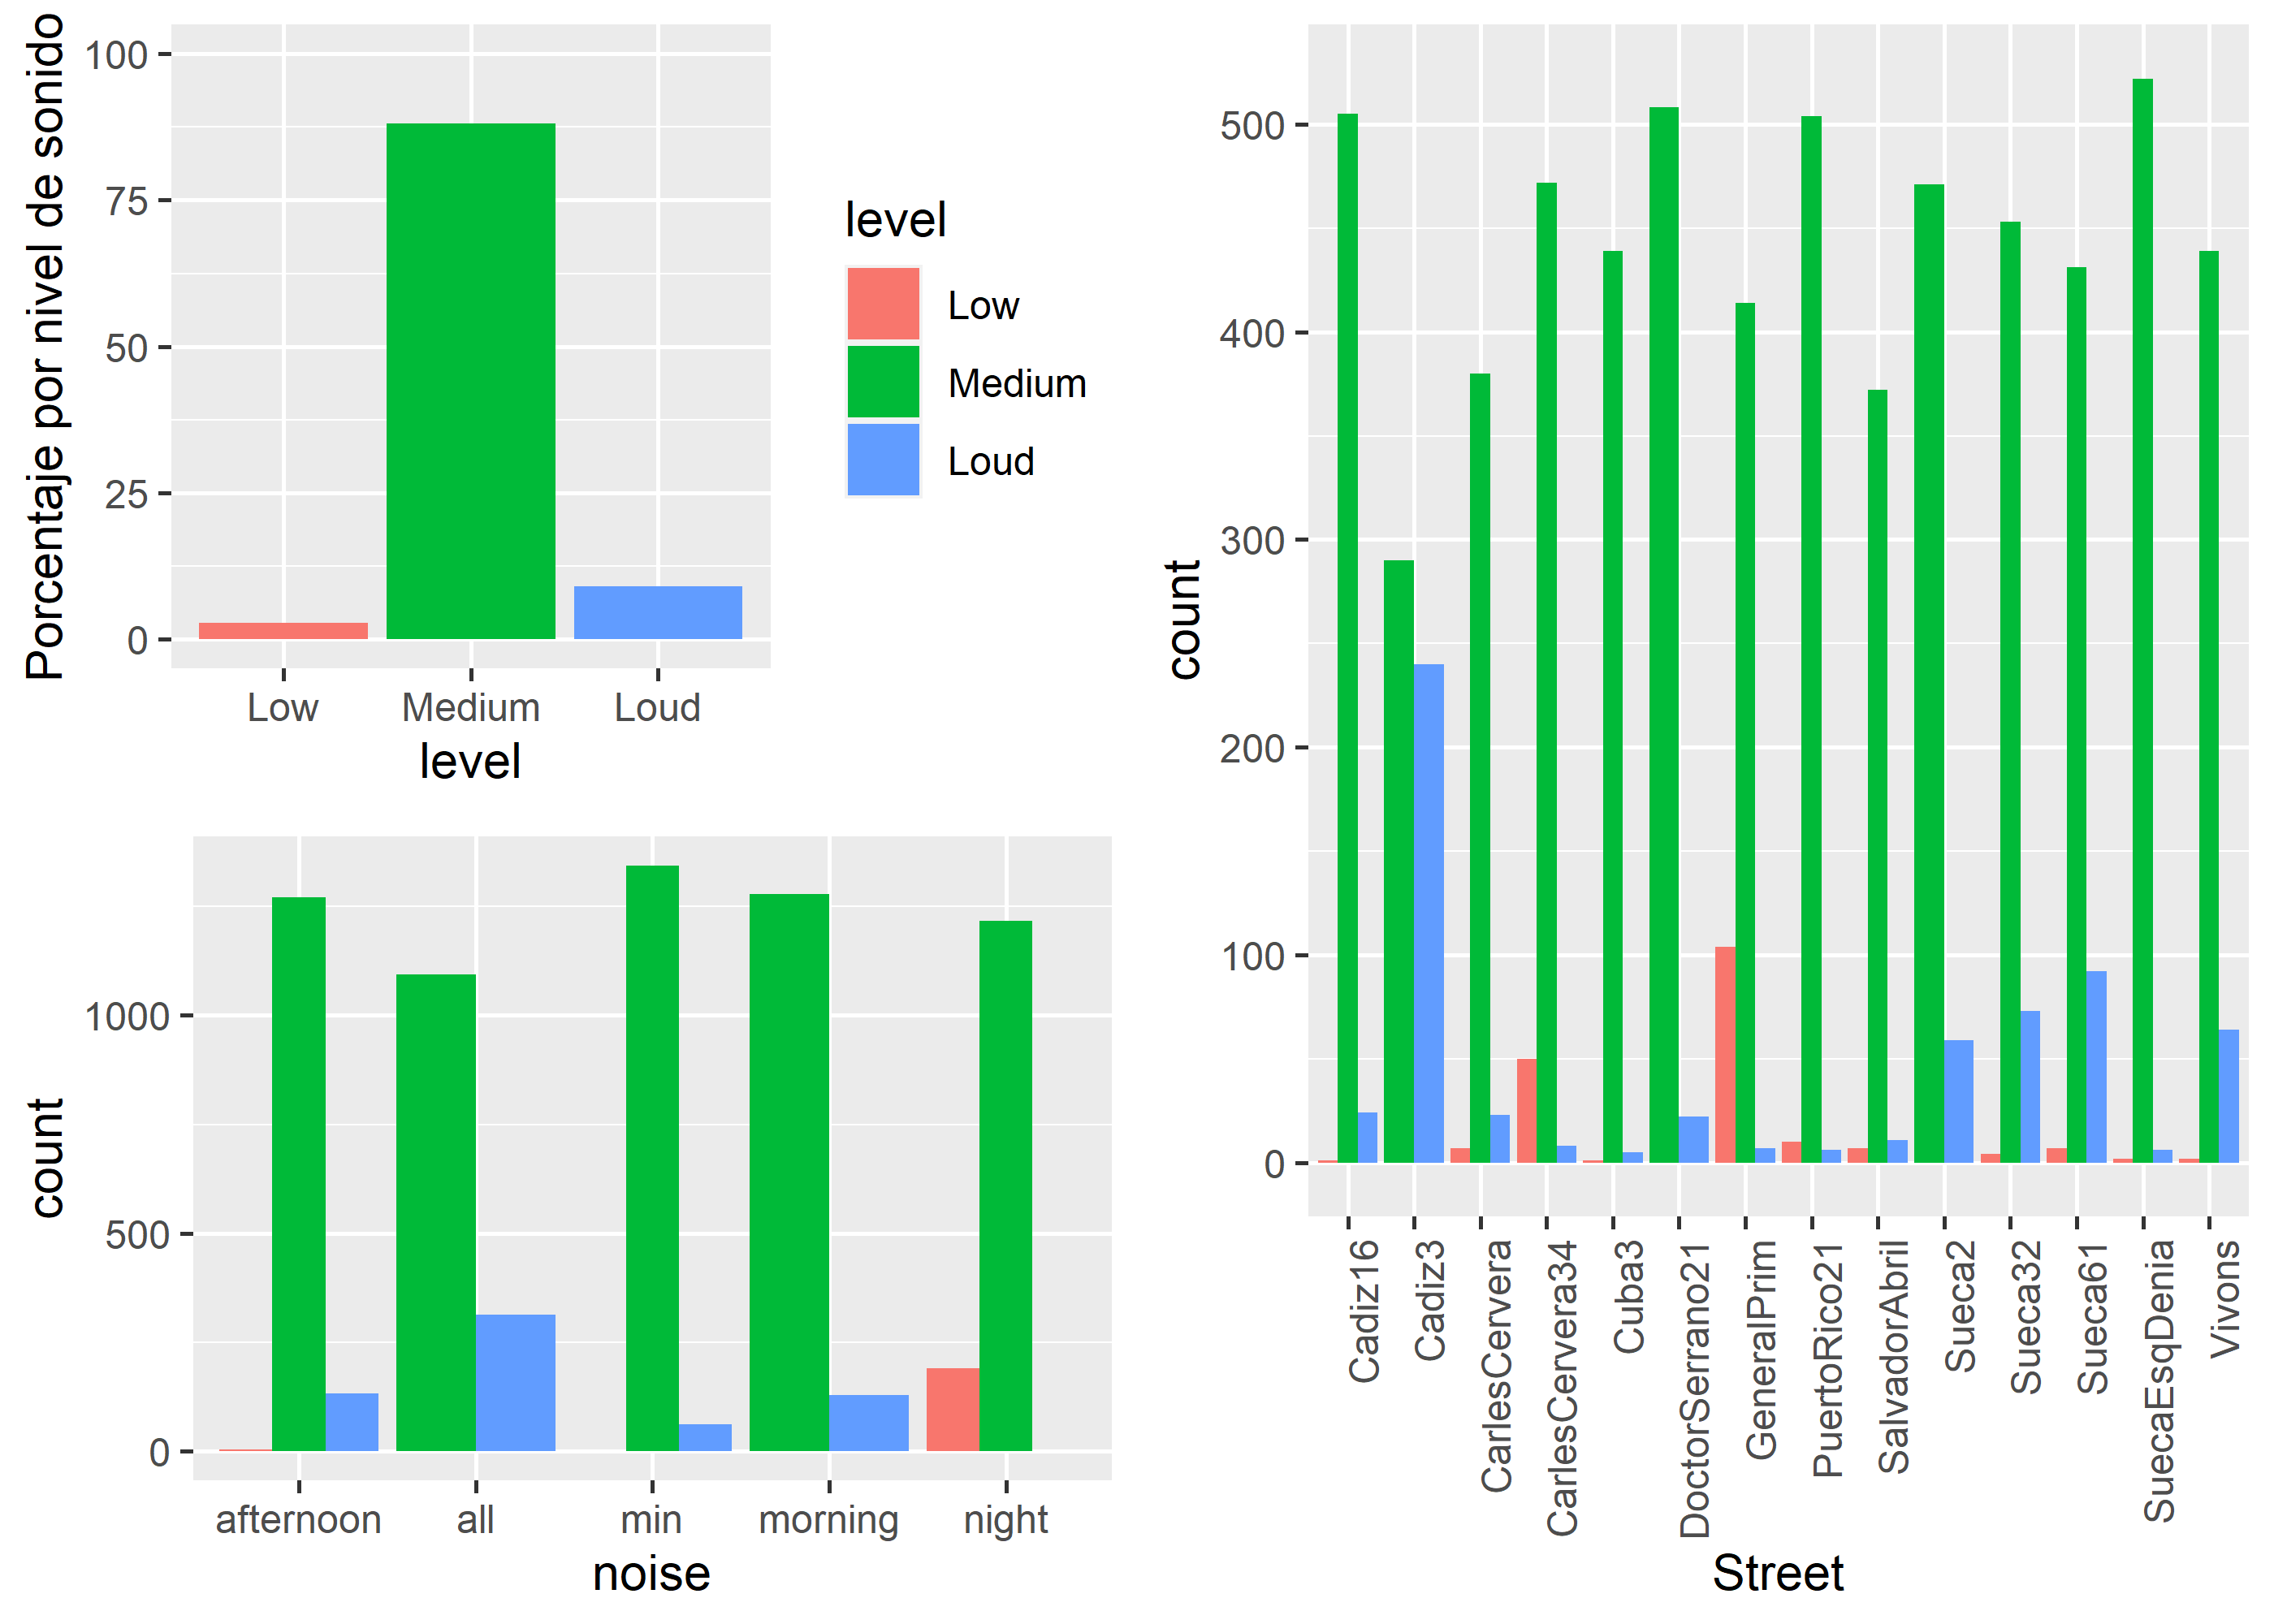 Porcentaje por nivel de sonido
100
75
50
25
0
Low
Medium
Loud
level
level
Low
Medium
Loud
count
1000
500
0
afternoon
all
min
morning
night
noise
count
500
400
300
200
100
0
Cadiz16
Cadiz3
CarlesCervera
CarlesCervera34
Cuba3
DoctorSerrano21
GeneralPrim
PuertoRico21
SalvadorAbril
Sueca2
Sueca32
Sueca61
SuecaEsqDenia
Vivons
Street